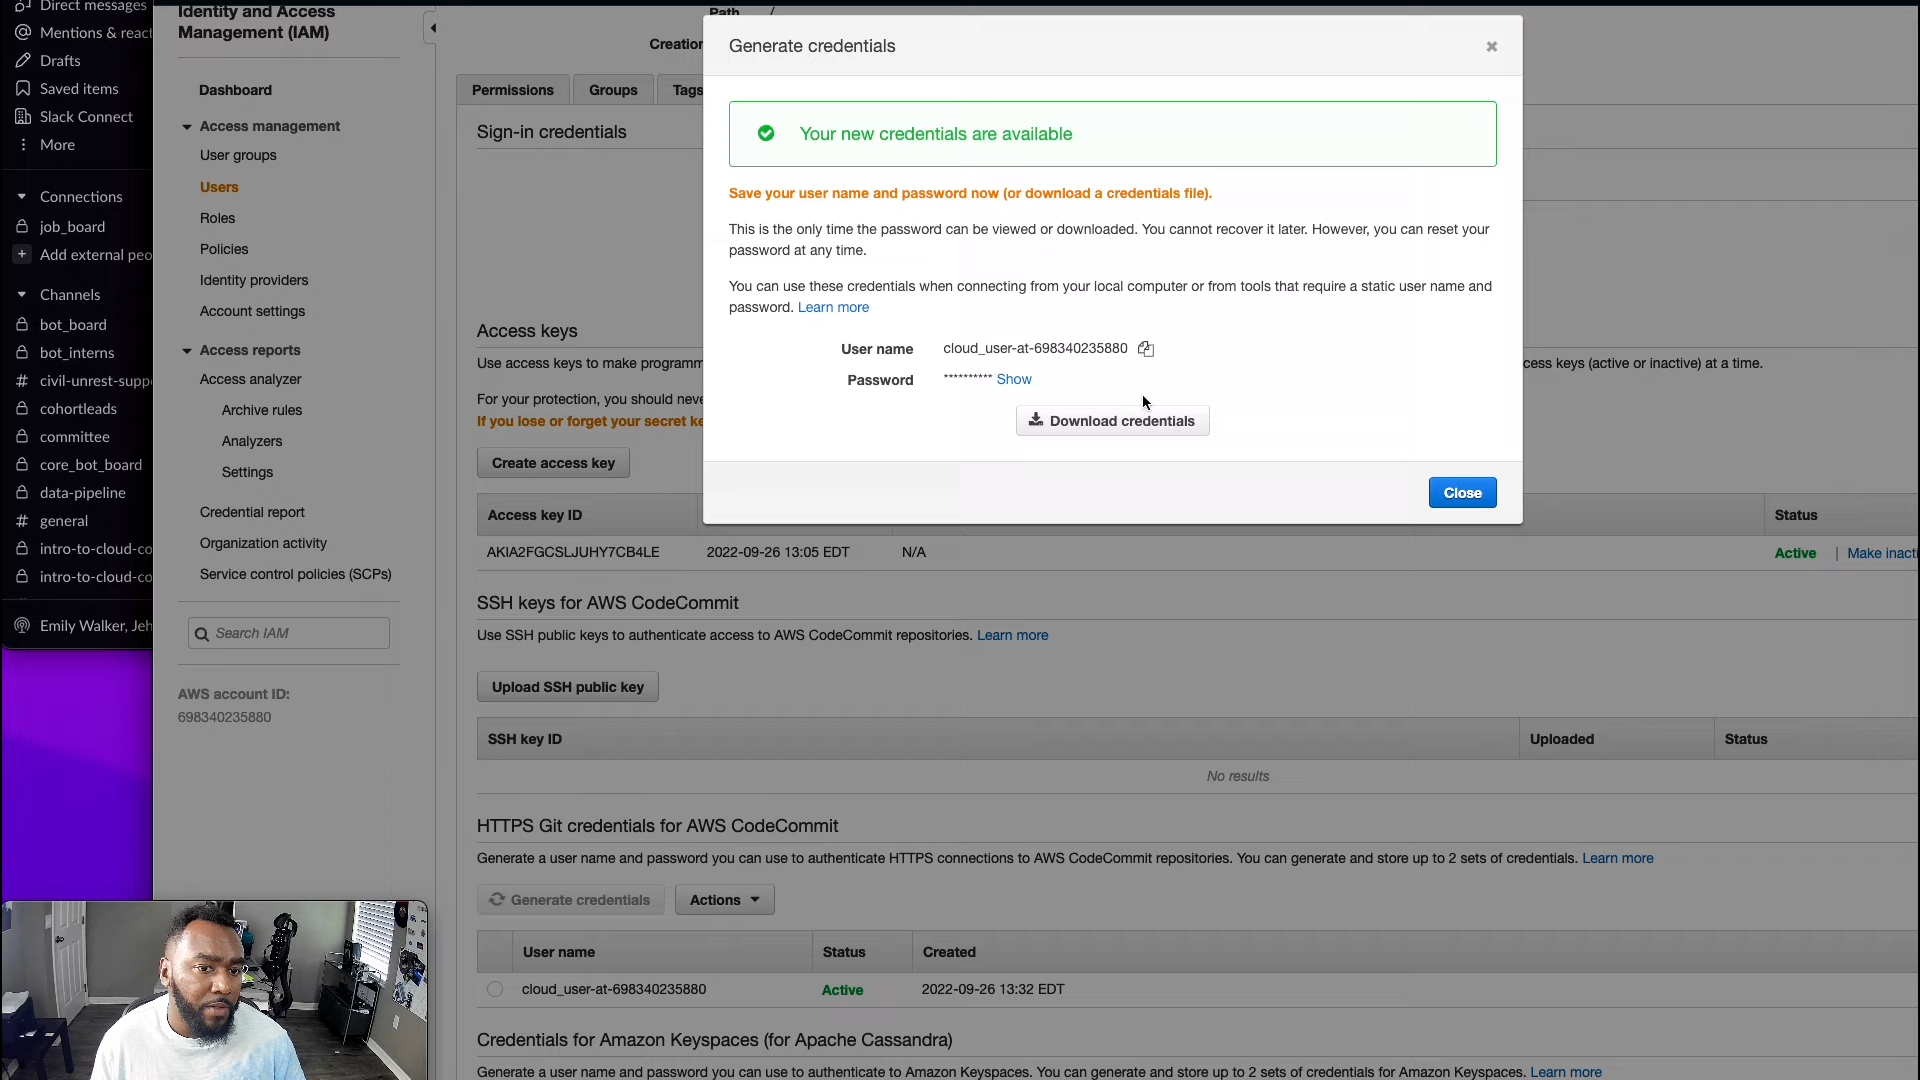 Direct messages
Mentions & react
Drafts
Saved items
Slack Connect
More
Connections
job_board
Add external peo
Channels
bot_board
bot_interns
civil-unrest-supp
cohortleads
committee
core_bot_board
data-pipeline
general
intro-to-cloud-co
intro-to-cloud-co
Emily Walker, Jeh
Identity and Access
Management (IAM)
Dashboard
Access management
User groups
Users
Roles
Policies
Identity providers
Account settings
Access reports
Access analyzer
Archive rules
Analyzers
Settings
Credential report
Organization activity
Service control policies (SCPs)
Search IAM
AWS account ID:
698340235880
Path /
Creation
Permissions Groups Tags
Sign-in credentials
Access keys
Use access keys to make programm
cess keys (active or inactive) at a time.
For your protection, you should neve
If you lose or forget your secret ke
Create access key
Access key ID Status
AKIA2FGCSLJUHY7CB4LE 2022-09-26 13:05 EDT N/A Active | Make inacti
SSH keys for AWS CodeCommit
Use SSH public keys to authenticate access to AWS CodeCommit repositories. Learn more
Upload SSH public key
SSH key ID Uploaded Status
No results
HTTPS Git credentials for AWS CodeCommit
Generate a user name and password you can use to authenticate HTTPS connections to AWS CodeCommit repositories. You can generate and store up to 2 sets of credentials. Learn more
Generate credentials Actions
User name Status Created
cloud_user-at-698340235880 Active 2022-09-26 13:32 EDT
Credentials for Amazon Keyspaces (for Apache Cassandra)
Generate a user name and password you can use to authenticate to Amazon Keyspaces. You can generate and store up to 2 sets of credentials for Amazon Keyspaces. Learn more
Generate credentials
Your new credentials are available
Save your user name and password now (or download a credentials file).
This is the only time the password can be viewed or downloaded. You cannot recover it later. However, you can reset your
password at any time.
You can use these credentials when connecting from your local computer or from tools that require a static user name and
password. Learn more
User name cloud_user-at-698340235880
Password ********** Show
Download credentials
Close